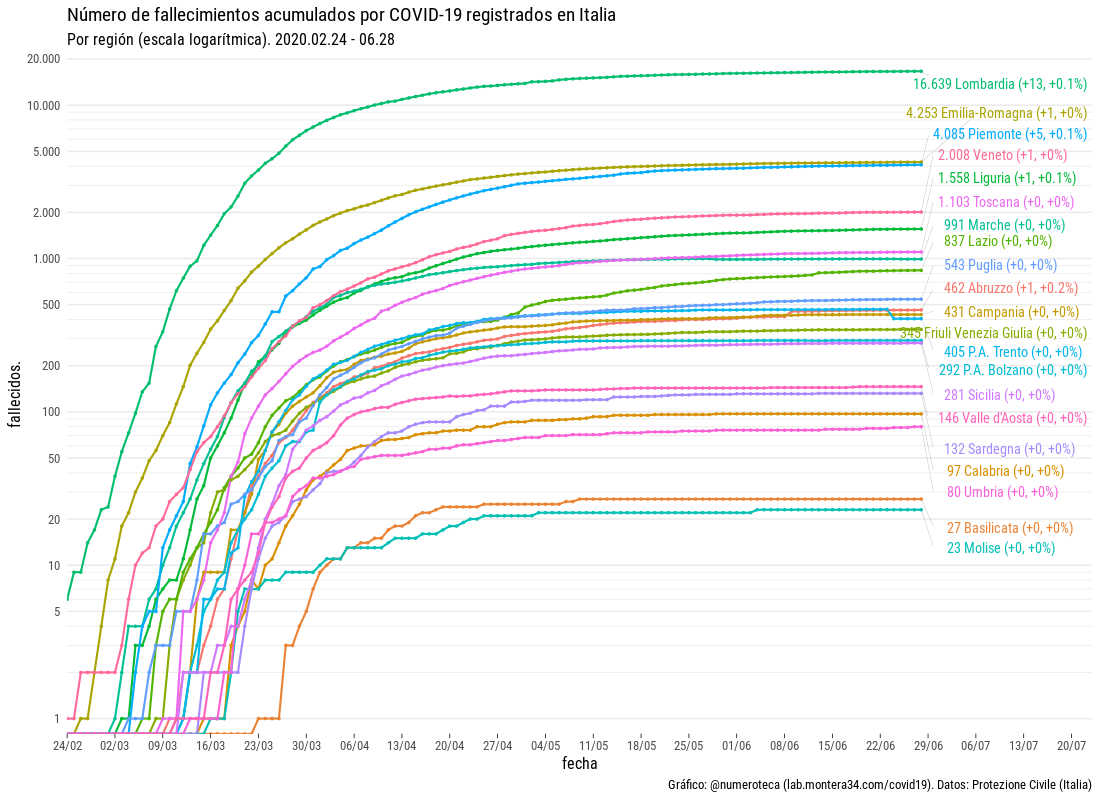 Número de fallecimientos acumulados por COVID-19 registrados en Italia
Por región (escala logarítmica). 2020.02.24 - 06.28
20.000
10.000
5.000
2.000
1.000
500
200
100
50
20
10
5
1
fallecidos.
16.639 Lombardia (+13, +0.1%)
4.253 Emilia-Romagna (+1, +0%)
4.085 Piemonte (+5, +0.1%)
2.008 Veneto (+1, +0%)
1.558 Liguria (+1, +0.1%)
1.103 Toscana (+0, +0%)
991 Marche (+0, +0%)
837 Lazio (+0, +0%)
543 Puglia (+0, +0%)
462 Abruzzo (+1, +0.2%)
431 Campania (+0, +0%)
345 Friuli Venezia Giulia (+0, +0%)
405 P.A. Trento (+0, +0%)
292 P.A. Bolzano (+0, +0%)
281 Sicilia (+0, +0%)
146 Valle d'Aosta (+0, +0%)
132 Sardegna (+0, +0%)
97 Calabria (+0, +0%)
80 Umbria (+0, +0%)
27 Basilicata (+0, +0%)
23 Molise (+0, +0%)
24/02 02/03 09/03 16/03 23/03 30/03 06/04 13/04 20/04 27/04 04/05 11/05 18/05 25/05 01/06 08/06 15/06 22/06 29/06 06/07 13/07 20/07
fecha
Gráfico: @numeroteca (lab.montera34.com/covid19). Datos: Protezione Civile (Italia)